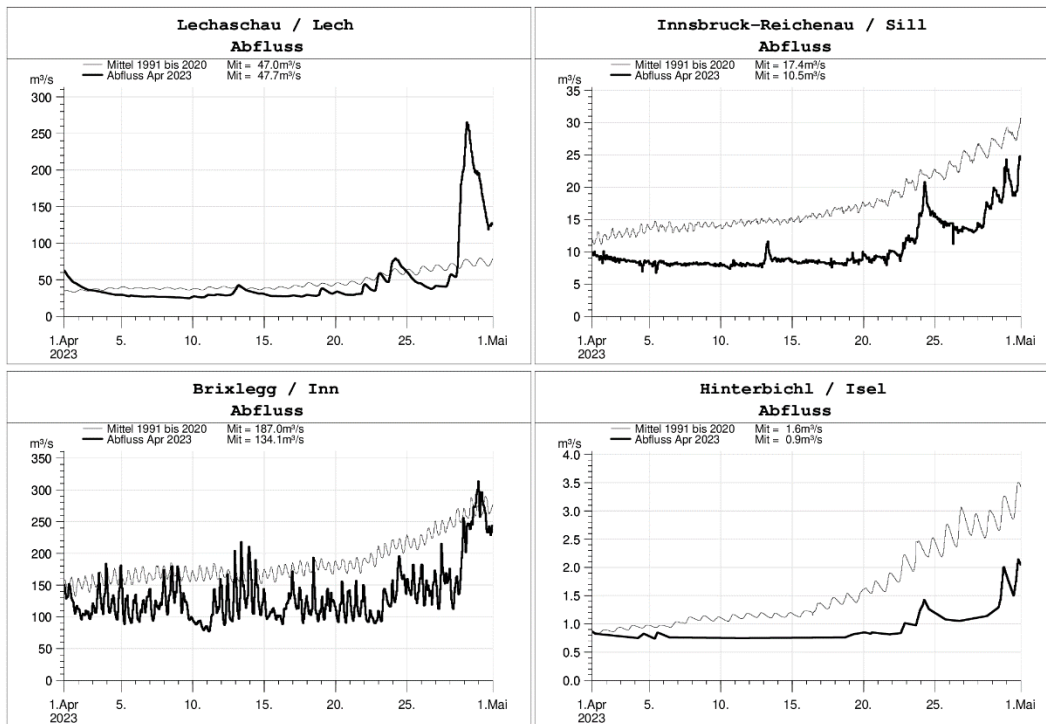 Lechaschau / Lech
Abfluss
Mittel 1991 bis 2020 Mit = 47.0m³/s
Abfluss Apr 2023 Mit = 47.7m³/s
m³/s
300
250
200
150
100
50
0
1.Apr 5. 10. 15. 20. 25. 1.Mai
2023
Innsbruck-Reichenau / Sill
Abfluss
Mittel 1991 bis 2020 Mit = 17.4m³/s
Abfluss Apr 2023 Mit = 10.5m³/s
m³/s
35
30
25
20
15
10
5
0
1.Apr 5. 10. 15. 20. 25. 1.Mai
2023
Brixlegg / Inn
Abfluss
Mittel 1991 bis 2020 Mit = 187.0m³/s
Abfluss Apr 2023 Mit = 134.1m³/s
m³/s
350
300
250
200
150
100
50
0
1.Apr 5. 10. 15. 20. 25. 1.Mai
2023
Hinterbichl / Isel
Abfluss
Mittel 1991 bis 2020 Mit = 1.6m³/s
Abfluss Apr 2023 Mit = 0.9m³/s
m³/s
4.0
3.5
3.0
2.5
2.0
1.5
1.0
0.5
0.0
1.Apr 5. 10. 15. 20. 25. 1.Mai
2023